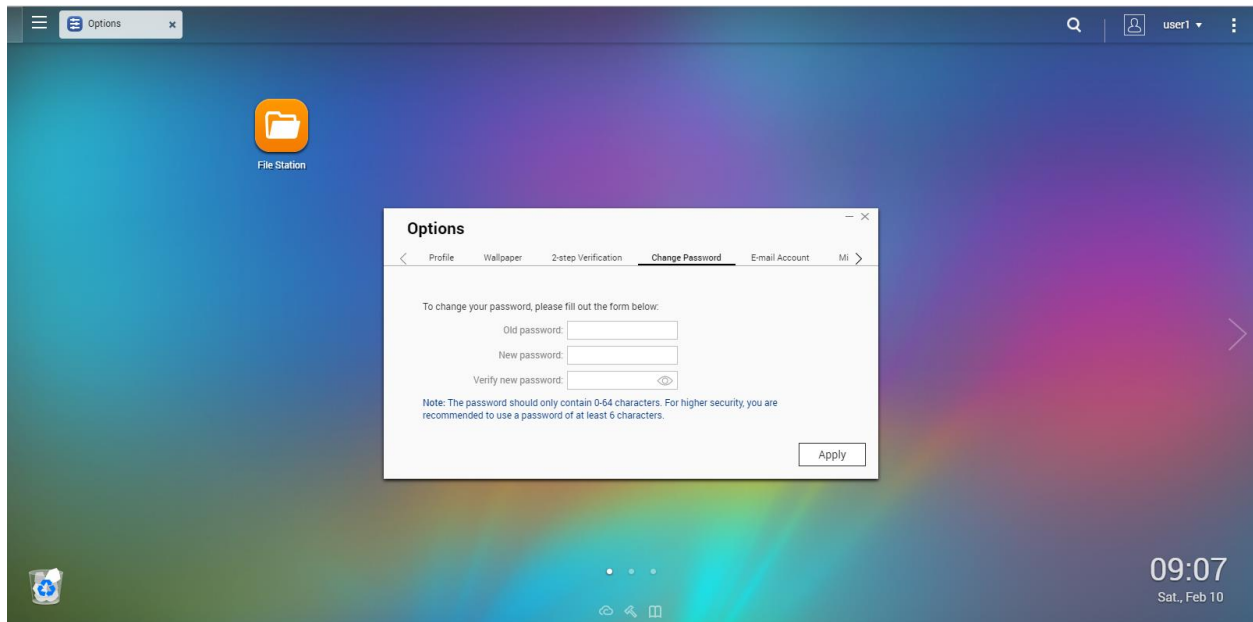 Options
user1
File Station
Options
Profile Wallpaper 2-step Verification Change Password E-mail Account Mi
To change your password, please fill out the form below:
Old password:
New password:
Verify new password:
Note: The password should only contain 0-64 characters. For higher security, you are
recommended to use a password of at least 6 characters.
Apply
09:07
Sat., Feb 10